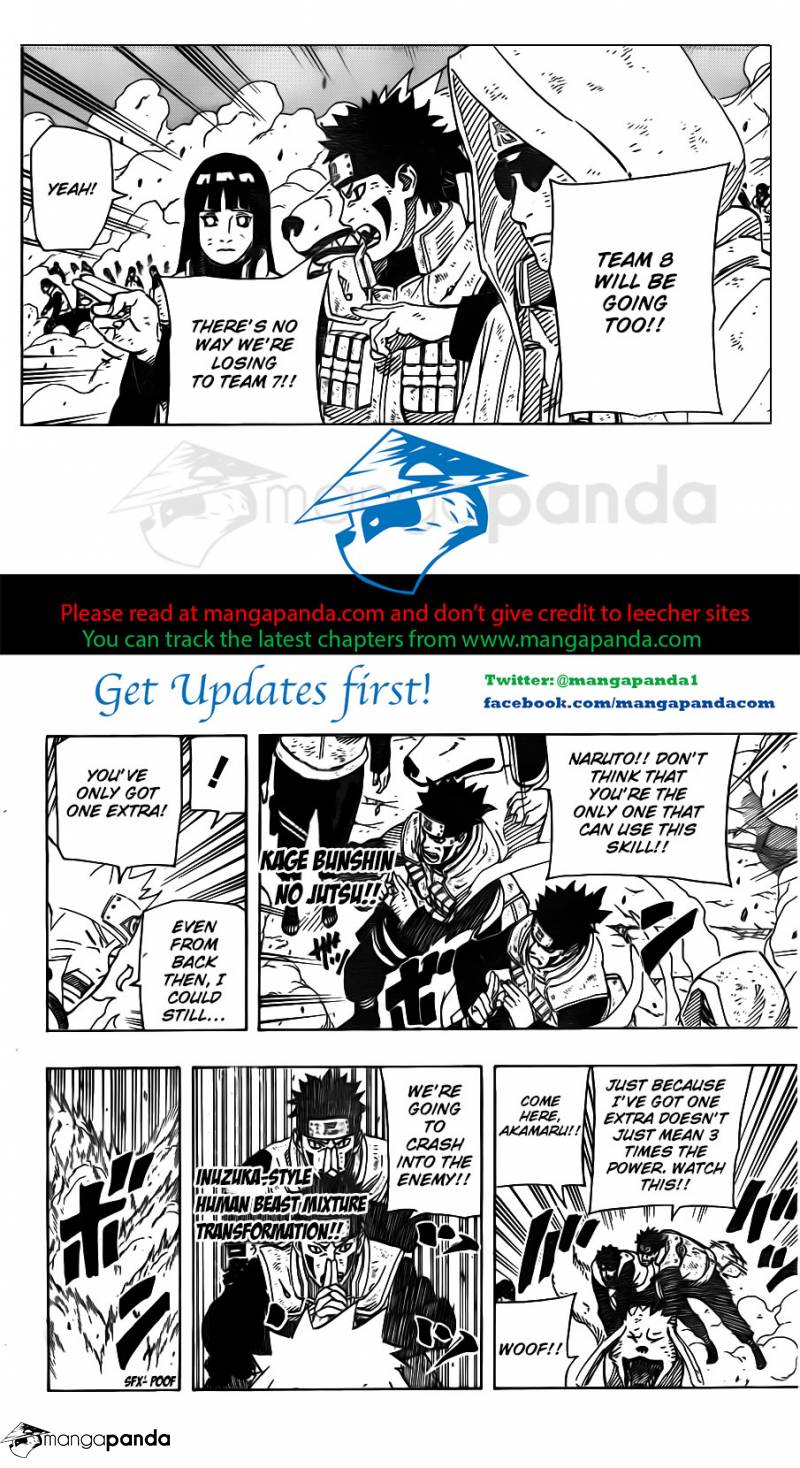 TEAM 8
WILL BE
GOING
TOO!!
THERE'S NO
WAY WE'RE
LOSING
TO TEAM 7!!
YEAH!
mangapanda
Please read at mangapanda.com and don't give credit to leecher sites
You can track the latest chapters from www.mangapanda.com
Get Updates first!
Twitter: @mangapanda1
facebook.com/mangapandacom
NARUTO!! DON'T
THINK THAT
YOU'RE THE
ONLY ONE THAT
CAN USE THIS
SKILL!!
KAGE BUNSHIN
NO JUTSU!!
ボンッ
!
YOU'VE
ONLY GOT
ONE EXTRA!
EVEN
FROM
BACK
THEN, I
COULD
STILL...
JUST BECAUSE
I'VE GOT ONE
EXTRA DOESN'T
JUST MEAN 3
TIMES THE
POWER. WATCH
THIS!!
COME
HERE,
AKAMARU!!
WOOF!!
WE'RE
GOING
TO
CRASH
INTO THE
ENEMY!!
INUZUKA-STYLE
HUMAN BEAST MIXTURE
TRANSFORMATION!!
ボン
SFX- POOF
mangapanda